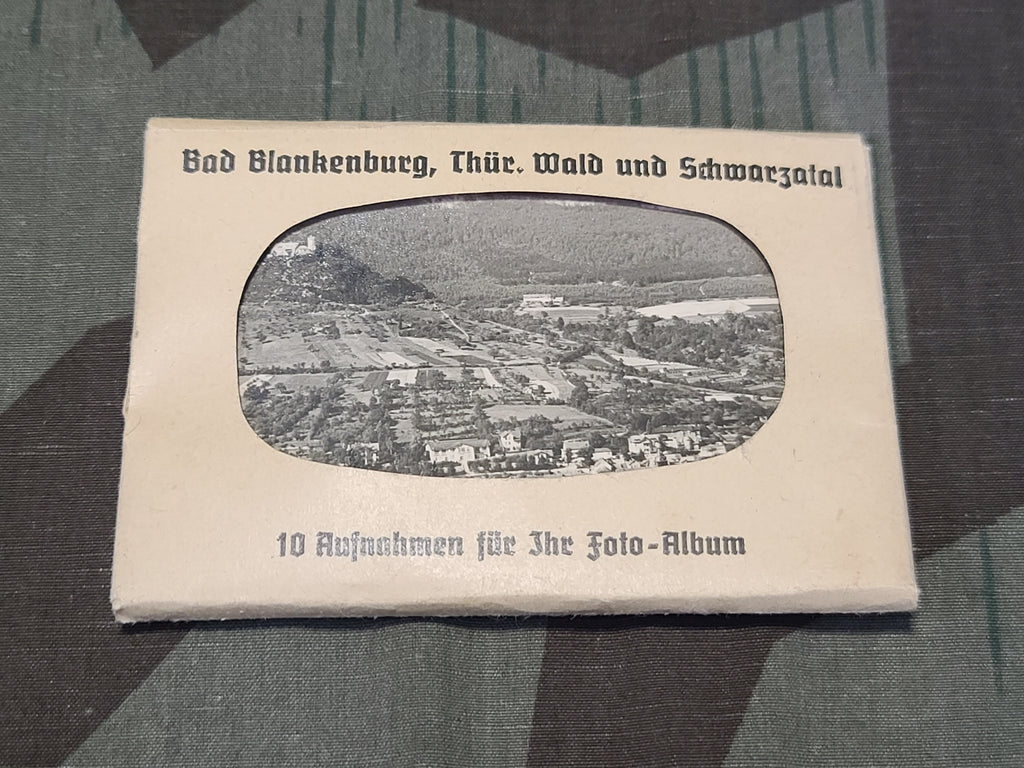 Bad Blankenburg, Thür. Wald und Schwarzatal
10 Aufnahmen für Ihr Foto-Album